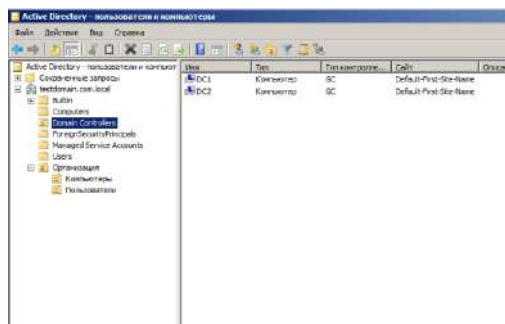 Active Directory - пользователи и компьютеры
Файл Действие Вид Справка
Active Directory - пользователи и компьют
Сохраненные запросы
testdomain.com.local
Builtin
Computers
Domain Controllers
ForeignSecurityPrincipals
Managed Service Accounts
Users
Организация
Компьютеры
Пользователи
Имя Тип Тип контролле... Сайт Описа
DC1 Компьютер GC Default-First-Site-Name
DC2 Компьютер GC Default-First-Site-Name